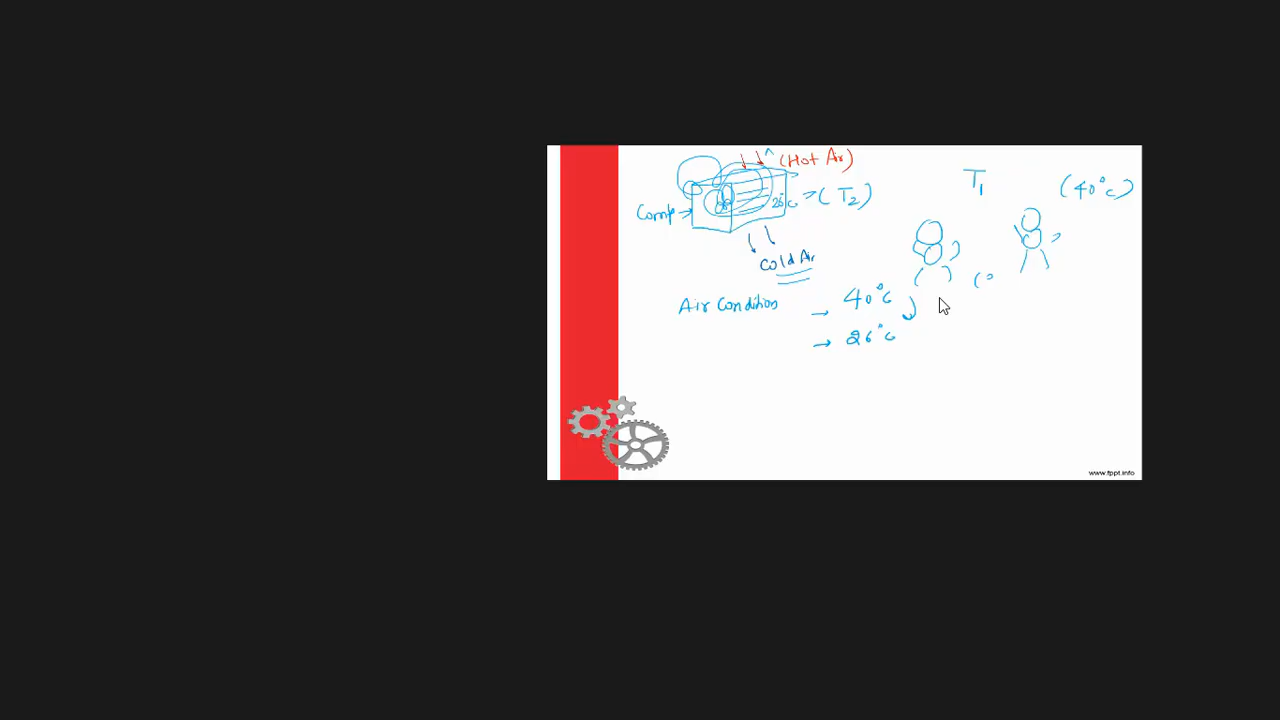 (Hot Air)
T1 (40°C)
Comp → 26°C → (T2)
Cold Air
Air Condition → 40°C
→ 26°C
www.fppt.info